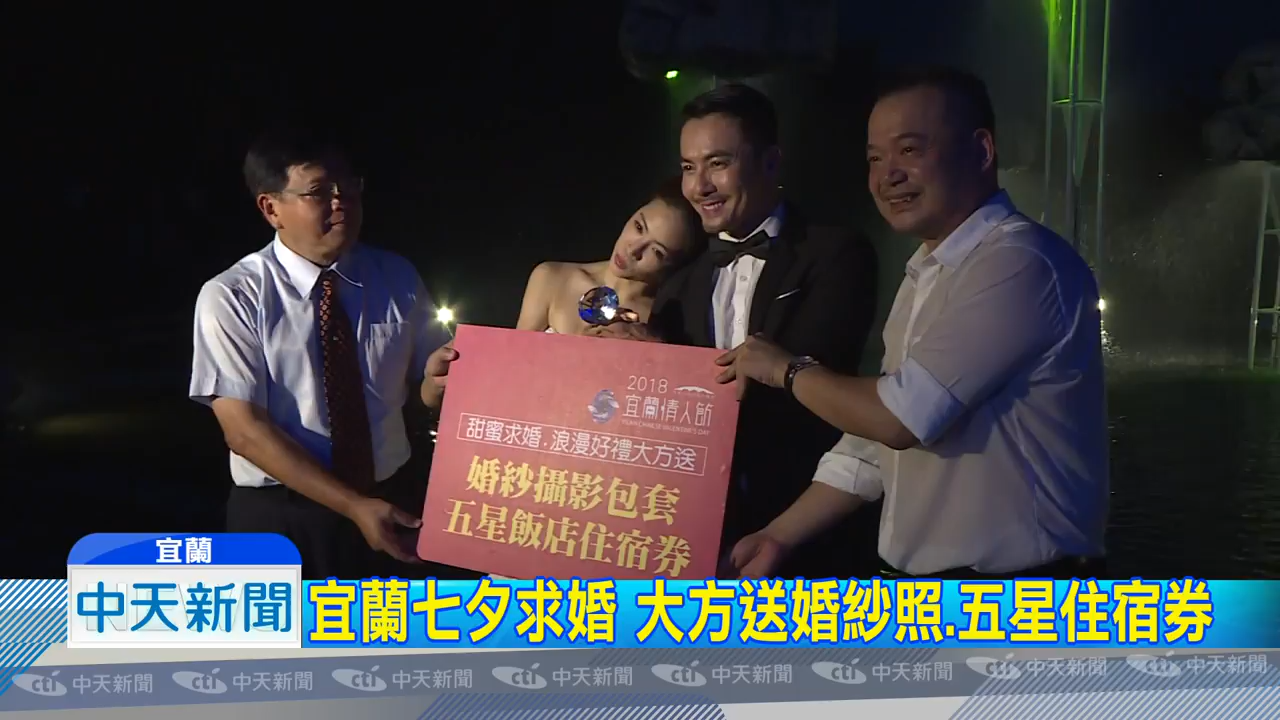 2018
宜蘭情人節
YILAN CHINESE VALENTINE'S DAY
甜蜜求婚.浪漫好禮大方送
婚紗攝影包套
五星飯店住宿券
宜蘭
中天新聞
宜蘭七夕求婚 大方送婚紗照.五星住宿券
cti 中天新聞 cti 中天新聞 cti 中天新聞 cti 中天新聞 cti 中天新聞 cti 中天新聞 cti 中天新聞 cti 中天新聞